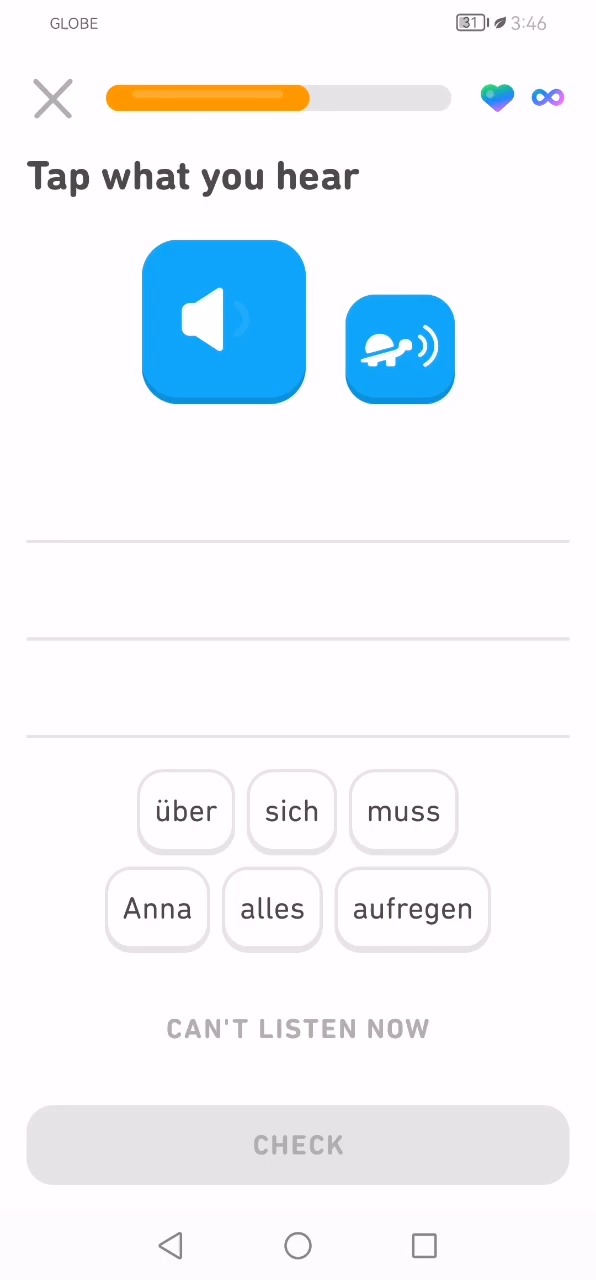 GLOBE 31 3:46
Tap what you hear
über sich muss
Anna alles aufregen
CAN'T LISTEN NOW
CHECK